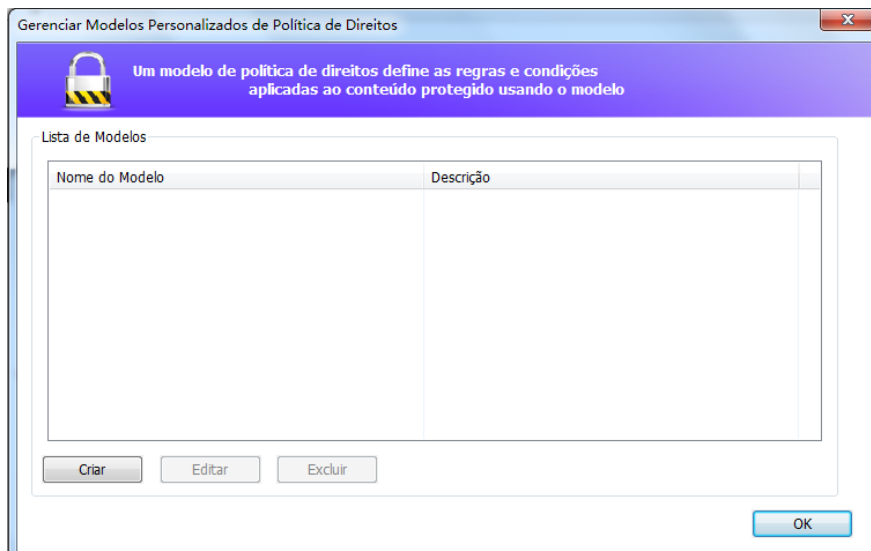 Gerenciar Modelos Personalizados de Política de Direitos
Um modelo de política de direitos define as regras e condições
aplicadas ao conteúdo protegido usando o modelo
Lista de Modelos
Nome do Modelo Descrição
Criar Editar Excluir
OK